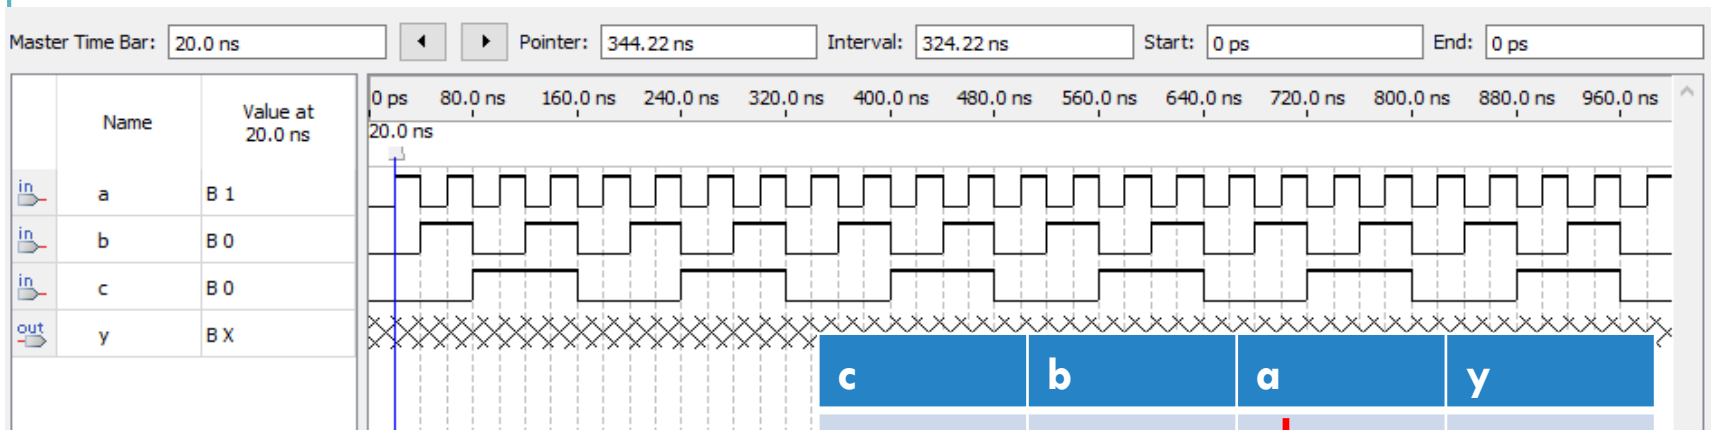 Master Time Bar: 20.0 ns Pointer: 344.22 ns Interval: 324.22 ns Start: 0 ps End: 0 ps
Name Value at 20.0 ns
0 ps 80.0 ns 160.0 ns 240.0 ns 320.0 ns 400.0 ns 480.0 ns 560.0 ns 640.0 ns 720.0 ns 800.0 ns 880.0 ns 960.0 ns
20.0 ns
in a B 1
in b B 0
in c B 0
out y B X
c b a y